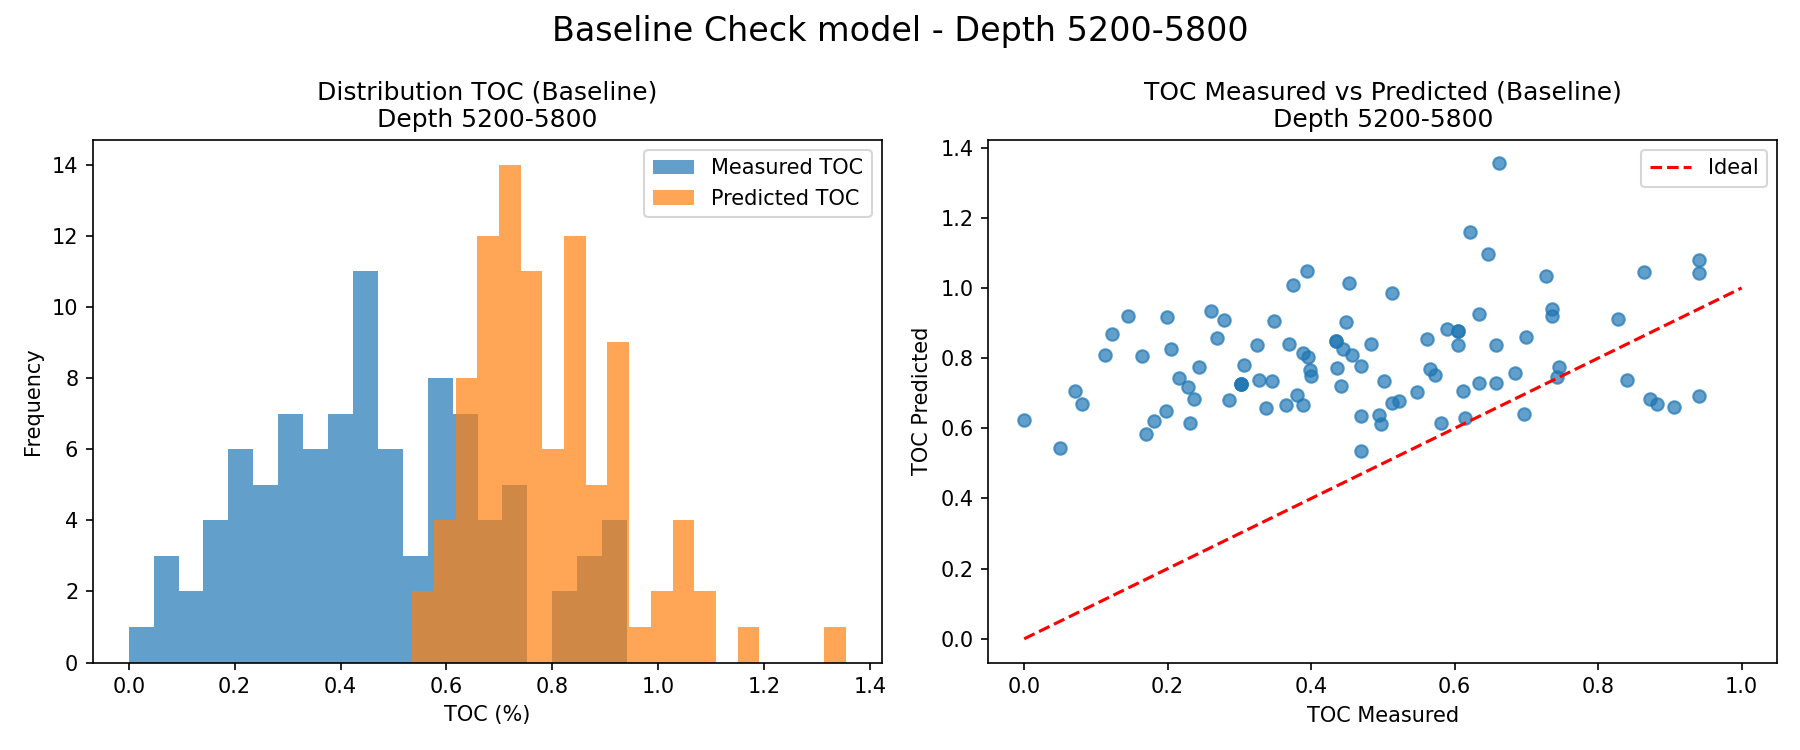 Baseline Check model - Depth 5200-5800
Distribution TOC (Baseline)
Depth 5200-5800
Measured TOC
Predicted TOC
Frequency
14
12
10
8
6
4
2
0
0.0 0.2 0.4 0.6 0.8 1.0 1.2 1.4
TOC (%)
TOC Measured vs Predicted (Baseline)
Depth 5200-5800
Ideal
TOC Predicted
1.4
1.2
1.0
0.8
0.6
0.4
0.2
0.0
0.0 0.2 0.4 0.6 0.8 1.0
TOC Measured